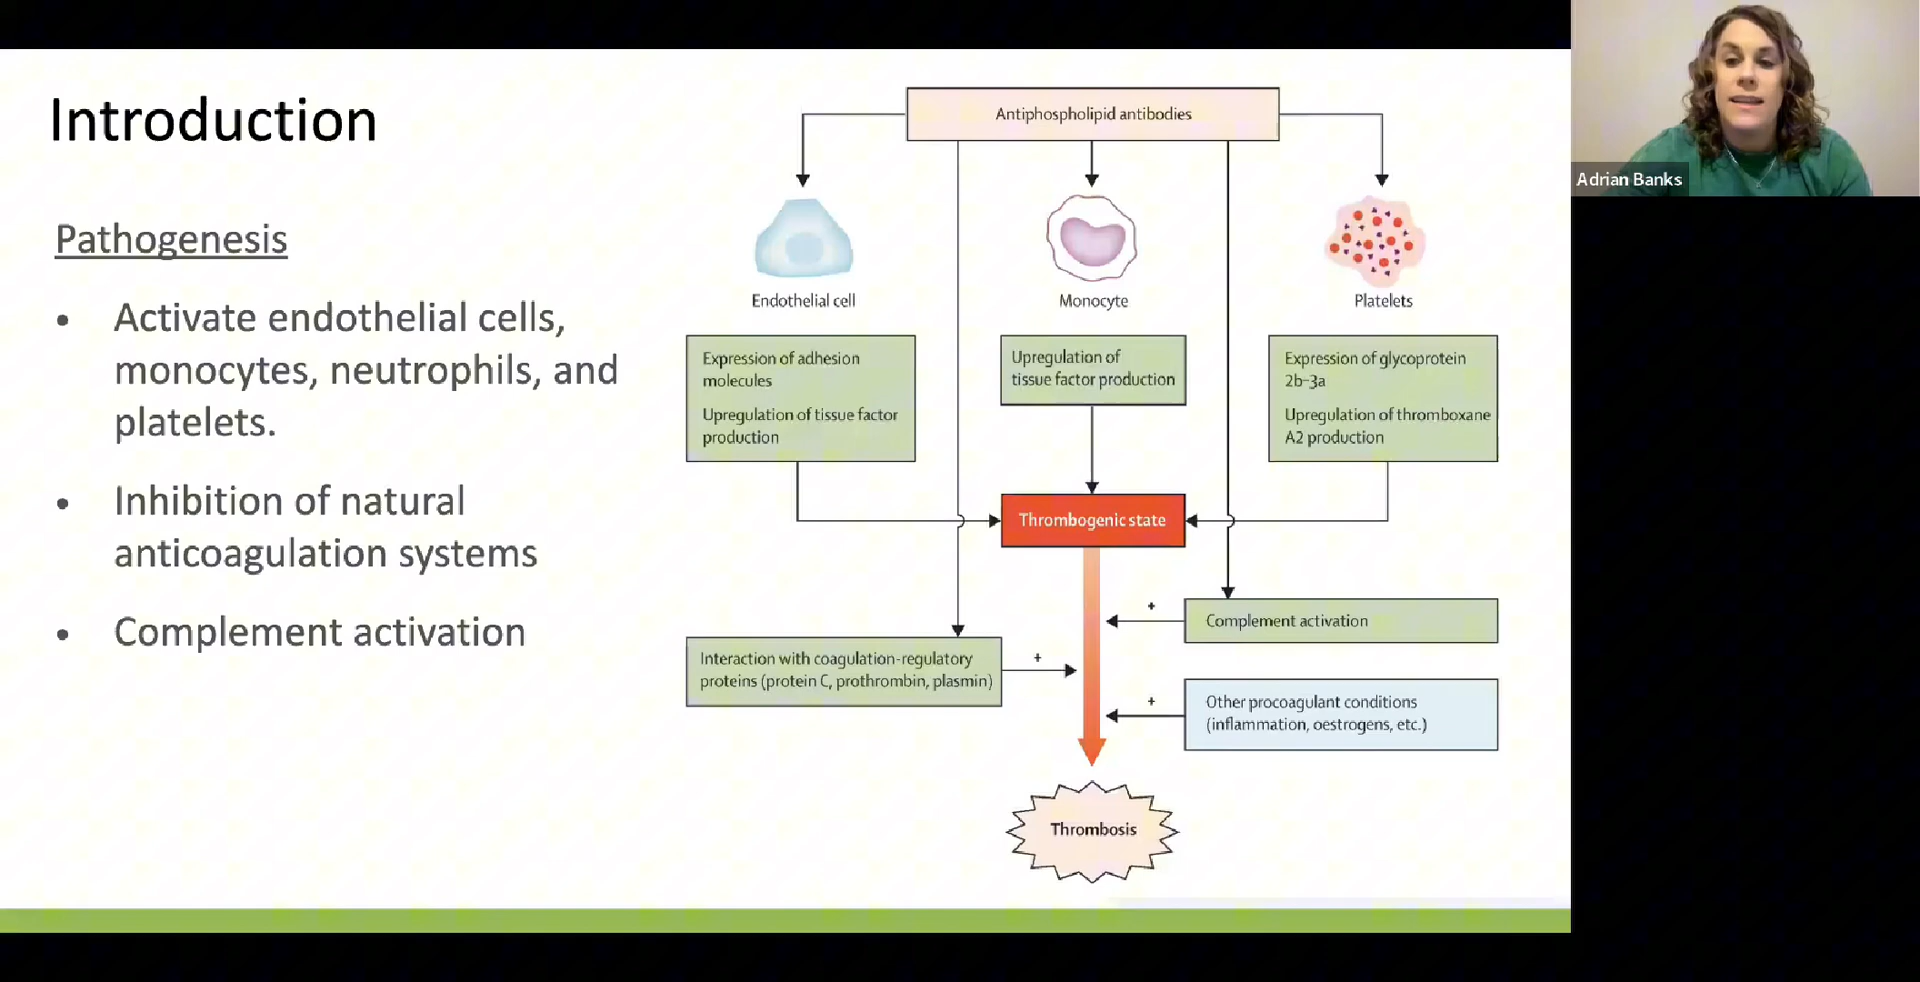 Introduction
Pathogenesis
• Activate endothelial cells,
monocytes, neutrophils, and
platelets.
• Inhibition of natural
anticoagulation systems
• Complement activation
Antiphospholipid antibodies
Endothelial cell
Monocyte
Platelets
Expression of adhesion
molecules
Upregulation of tissue factor
production
Upregulation of
tissue factor production
Expression of glycoprotein
2b–3a
Upregulation of thromboxane
A2 production
Thrombogenic state
+
Complement activation
Interaction with coagulation-regulatory
proteins (protein C, prothrombin, plasmin)
+
+
Other procoagulant conditions
(inflammation, oestrogens, etc.)
Thrombosis
Adrian Banks